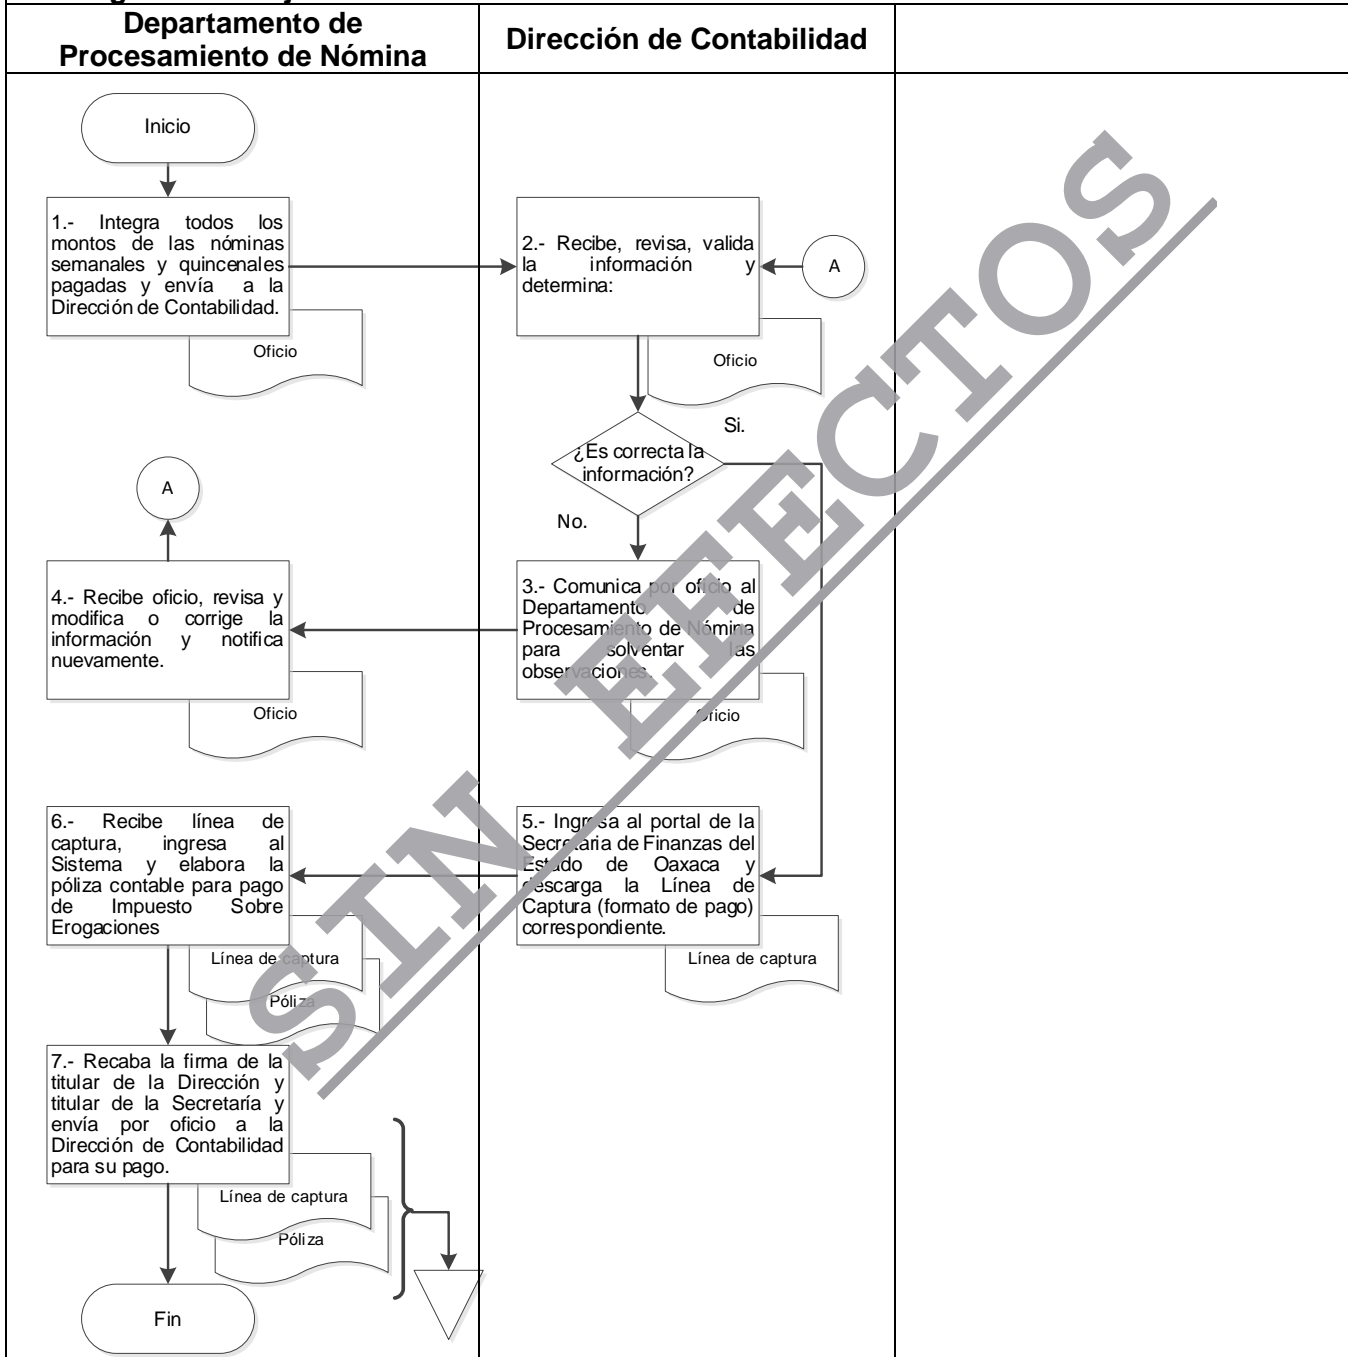 Departamento de
Procesamiento de Nómina
Dirección de Contabilidad
Inicio
1.- Integra todos los
montos de las nóminas
semanales y quincenales
pagadas y envía a la
Dirección de Contabilidad.
Oficio
2.- Recibe, revisa, valida
la información y
determina:
A
Oficio
Si.
¿Es correcta la
información?
No.
A
3.- Comunica por oficio al
Departamento de
Procesamiento de Nómina
para solventar las
observaciones.
Oficio
4.- Recibe oficio, revisa y
modifica o corrige la
información y notifica
nuevamente.
Oficio
5.- Ingresa al portal de la
Secretaria de Finanzas del
Estado de Oaxaca y
descarga la Línea de
Captura (formato de pago)
correspondiente.
Línea de captura
6.- Recibe línea de
captura, ingresa al
Sistema y elabora la
póliza contable para pago
de Impuesto Sobre
Erogaciones
Línea de captura
Póliza
7.- Recaba la firma de la
titular de la Dirección y
titular de la Secretaría y
envía por oficio a la
Dirección de Contabilidad
para su pago.
Línea de captura
Póliza
Fin
SIN EFECTOS